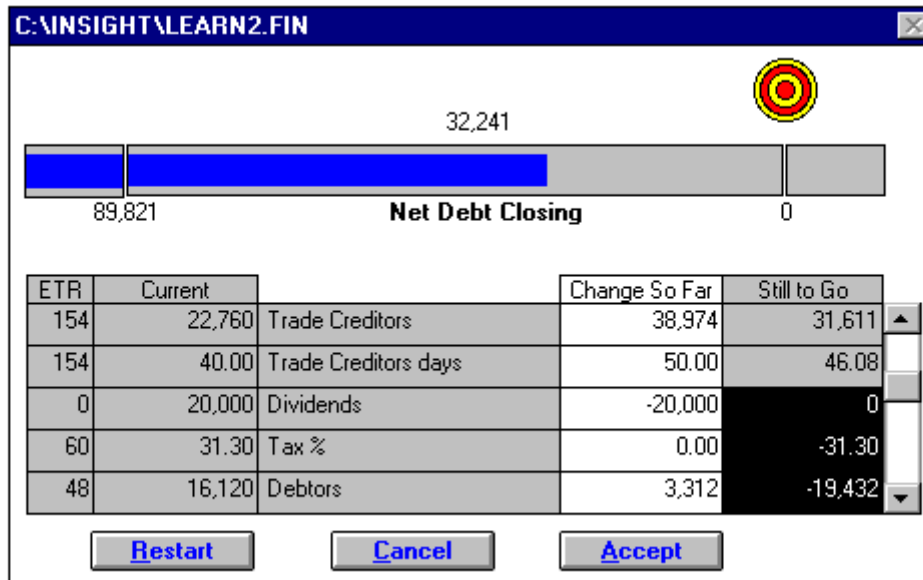 C:\INSIGHT\LEARN2.FIN
32,241
89,821 Net Debt Closing 0
ETR Current Change So Far Still to Go
154 22,760 Trade Creditors 38,974 31,611
154 40.00 Trade Creditors days 50.00 46.08
0 20,000 Dividends -20,000 0
60 31.30 Tax % 0.00 -31.30
48 16,120 Debtors 3,312 -19,432
Restart Cancel Accept